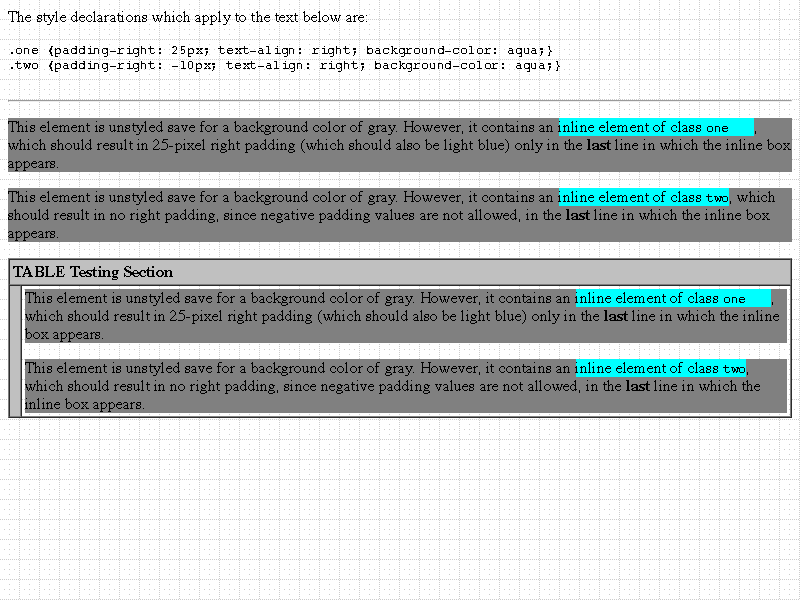 The style declarations which apply to the text below are:
.one {padding-right: 25px; text-align: right; background-color: aqua;}
.two {padding-right: -10px; text-align: right; background-color: aqua;}
This element is unstyled save for a background color of gray. However, it contains an inline element of class one ,
which should result in 25-pixel right padding (which should also be light blue) only in the last line in which the inline box
appears.
This element is unstyled save for a background color of gray. However, it contains an inline element of class two, which
should result in no right padding, since negative padding values are not allowed, in the last line in which the inline box
appears.
TABLE Testing Section
This element is unstyled save for a background color of gray. However, it contains an inline element of class one ,
which should result in 25-pixel right padding (which should also be light blue) only in the last line in which the inline
box appears.
This element is unstyled save for a background color of gray. However, it contains an inline element of class two,
which should result in no right padding, since negative padding values are not allowed, in the last line in which the
inline box appears.